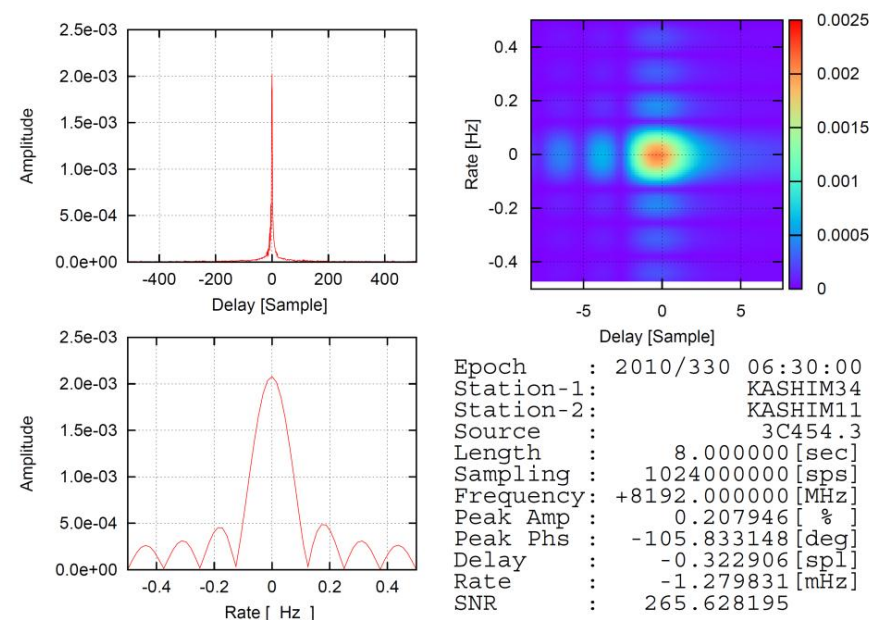 2.5e-03
2.0e-03
1.5e-03
1.0e-03
5.0e-04
0.0e+00
Amplitude
-400 -200 0 200 400
Delay [Sample]
0.4
0.2
0
-0.2
-0.4
Rate [Hz]
-5 0 5
Delay [Sample]
0.0025
0.002
0.0015
0.001
0.0005
0
2.5e-03
2.0e-03
1.5e-03
1.0e-03
5.0e-04
0.0e+00
Amplitude
-0.4 -0.2 0 0.2 0.4
Rate [ Hz ]
Epoch : 2010/330 06:30:00
Station-1: KASHIM34
Station-2: KASHIM11
Source : 3C454.3
Length : 8.000000[sec]
Sampling : 1024000000[sps]
Frequency: +8192.000000[MHz]
Peak Amp : 0.207946[ % ]
Peak Phs : -105.833148[deg]
Delay : -0.322906[spl]
Rate : -1.279831[mHz]
SNR : 265.628195